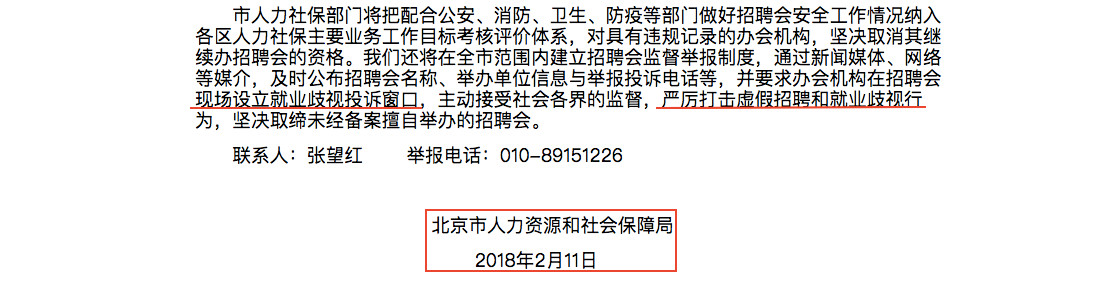 市人力社保部门将把配合公安、消防、卫生、防疫等部门做好招聘会安全工作情况纳入
各区人力社保主要业务工作目标考核评价体系，对具有违规记录的办会机构，坚决取消其继
续办招聘会的资格。我们还将在全市范围内建立招聘会监督举报制度，通过新闻媒体、网络
等媒介，及时公布招聘会名称、举办单位信息与举报投诉电话等，并要求办会机构在招聘会
现场设立就业歧视投诉窗口，主动接受社会各界的监督，严厉打击虚假招聘和就业歧视行
为，坚决取缔未经备案擅自举办的招聘会。
联系人：张望红 举报电话：010-89151226
北京市人力资源和社会保障局
2018年2月11日